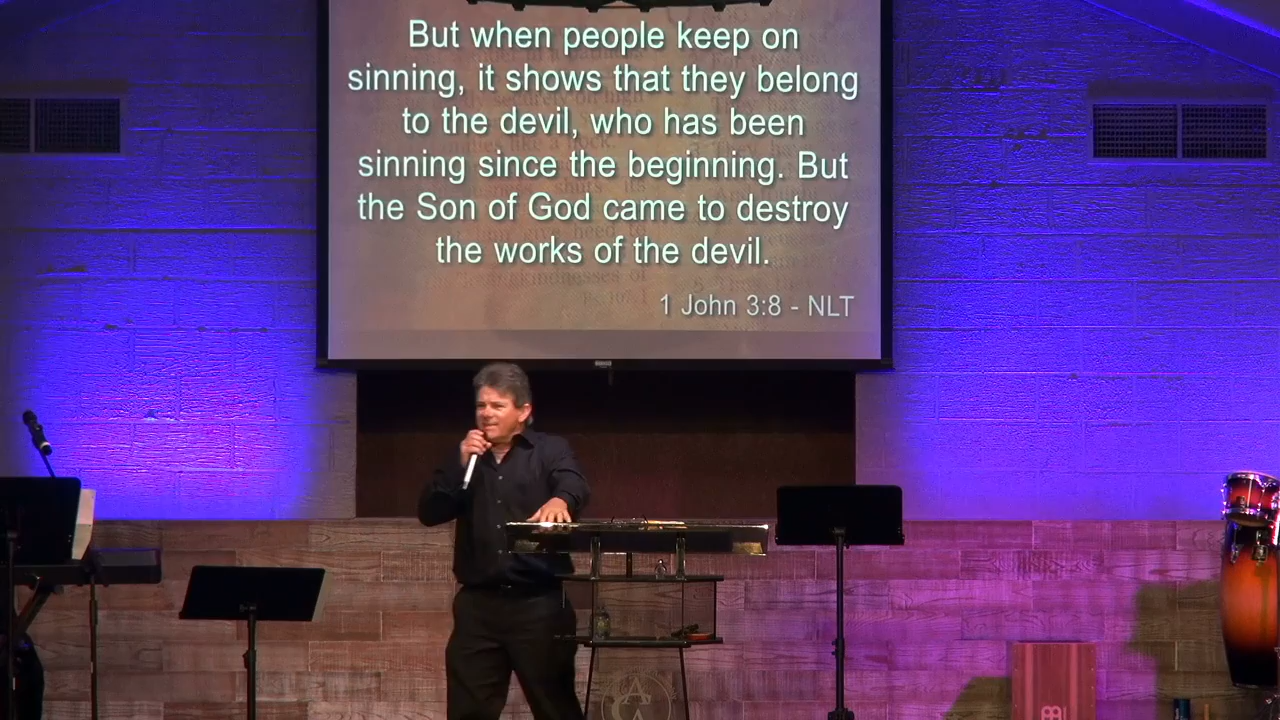 But when people keep on
sinning, it shows that they belong
to the devil, who has been
sinning since the beginning. But
the Son of God came to destroy
the works of the devil.
1 John 3:8 - NLT